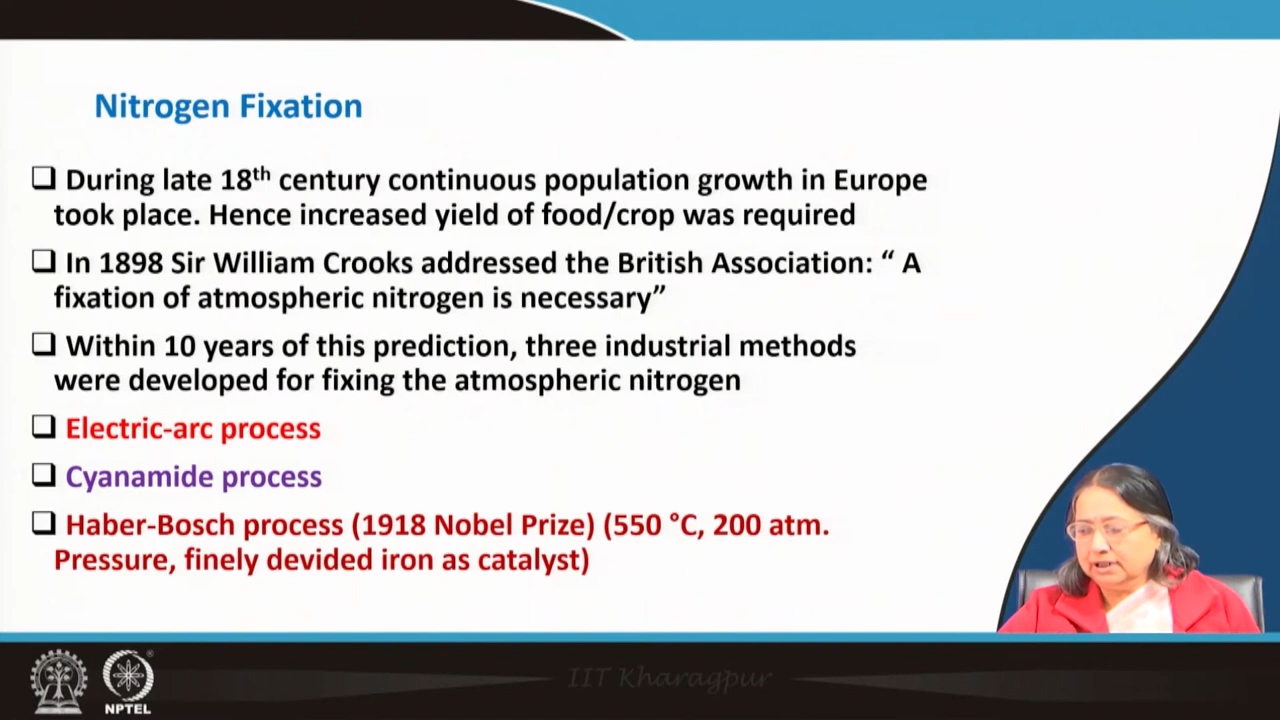 Nitrogen Fixation
During late 18th century continuous population growth in Europe
took place. Hence increased yield of food/crop was required
In 1898 Sir William Crooks addressed the British Association: “ A
fixation of atmospheric nitrogen is necessary”
Within 10 years of this prediction, three industrial methods
were developed for fixing the atmospheric nitrogen
Electric-arc process
Cyanamide process
Haber-Bosch process (1918 Nobel Prize) (550 °C, 200 atm.
Pressure, finely devided iron as catalyst)
IIT Kharagpur
NPTEL